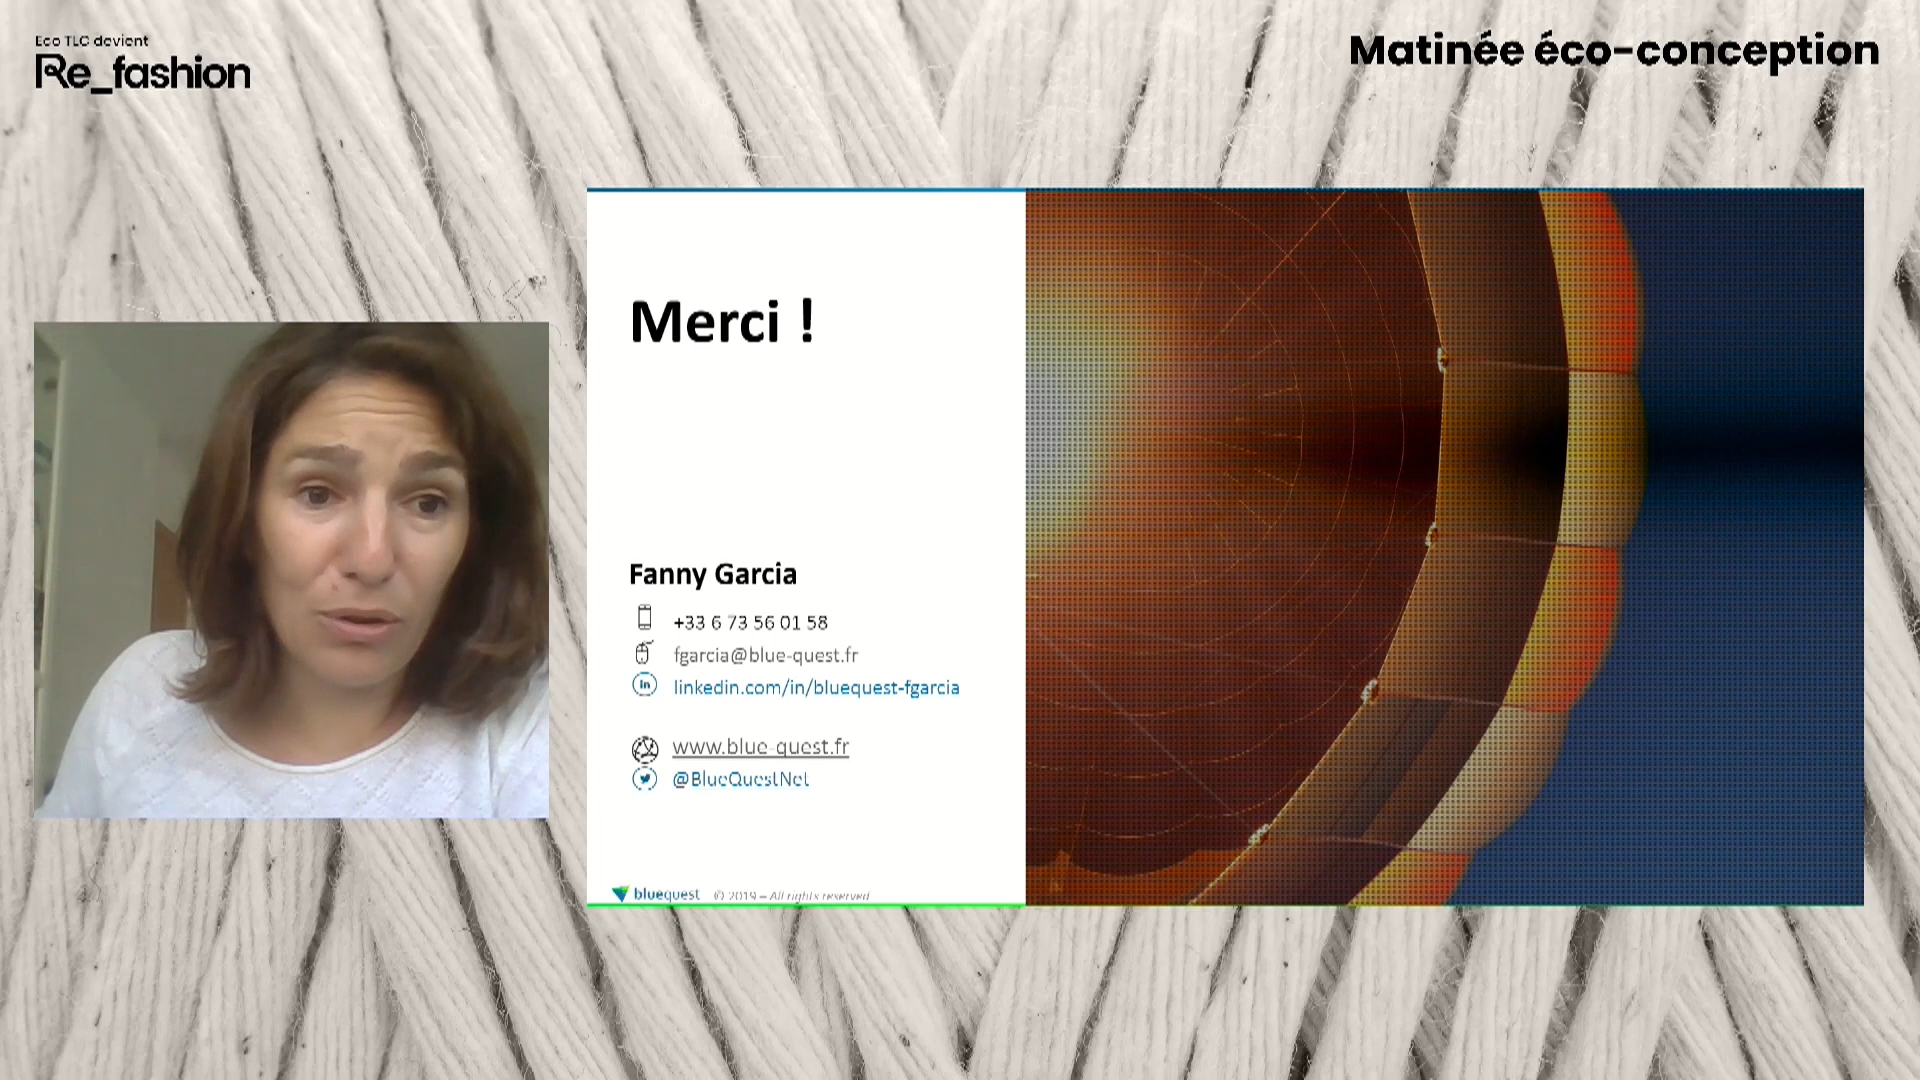 Eco TLC devient
Re_fashion
Matinée éco-conception
Merci !
Fanny Garcia
+33 6 73 56 01 58
fgarcia@blue-quest.fr
in linkedin.com/in/bluequest-fgarcia
www.blue-quest.fr
@BlueQuestNet
bluequest © 2019 – All rights reserved